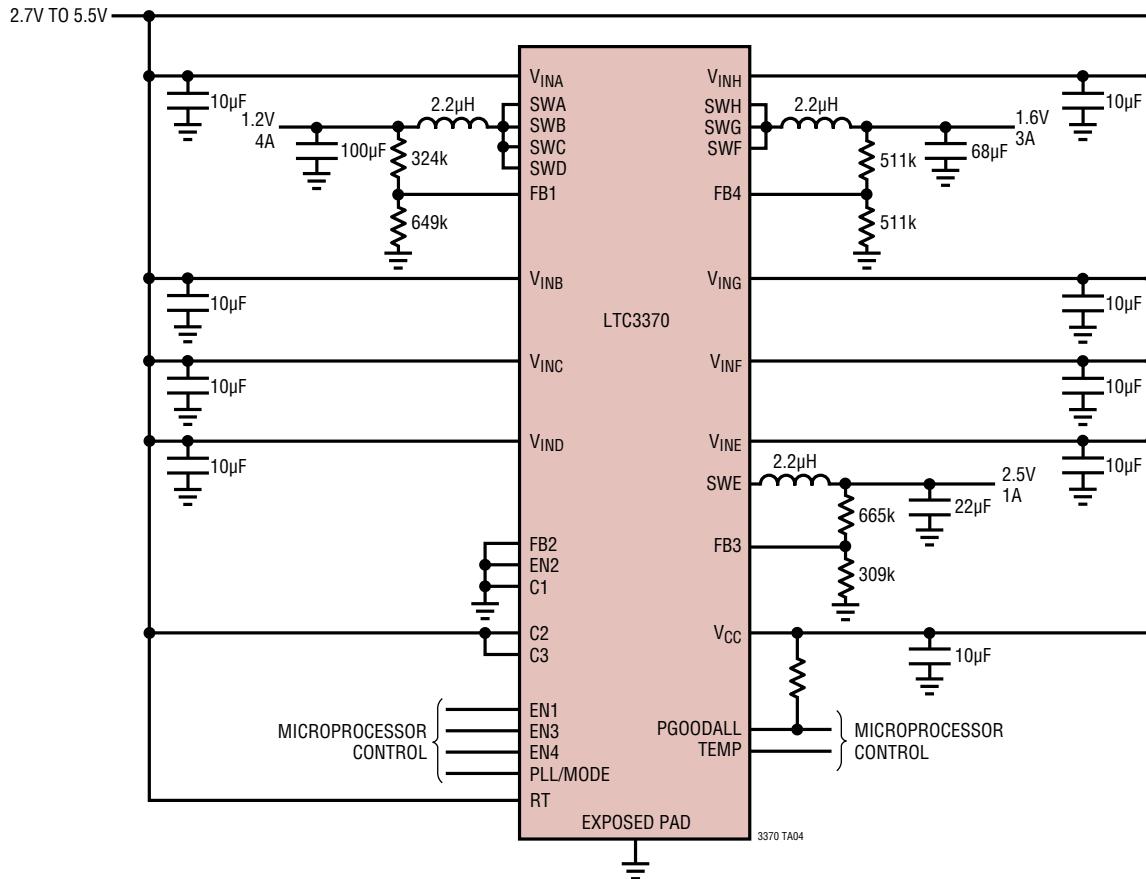 2.7V TO 5.5V
VINA
VINH
10µF
10µF
1.2V
4A
100µF
2.2µH
324k
649k
SWA
SWB
SWC
SWD
FB1
SWH
SWG
SWF
FB4
2.2µH
511k
511k
68µF
1.6V
3A
VINB
VING
10µF
10µF
LTC3370
VINC
VINF
10µF
10µF
VIND
VINE
10µF
10µF
SWE
2.2µH
2.5V
1A
22µF
665k
FB3
309k
FB2
EN2
C1
C2
C3
VCC
10µF
MICROPROCESSOR
CONTROL
EN1
EN3
EN4
PLL/MODE
RT
PGOODALL
TEMP
MICROPROCESSOR
CONTROL
EXPOSED PAD
3370 TA04